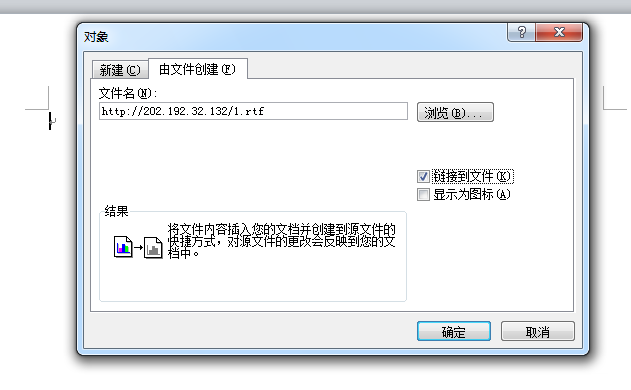 对象
新建(C)
由文件创建(F)
文件名(N):
http://202.192.32.132/1.rtf
浏览(B)...
链接到文件(K)
显示为图标(A)
结果
将文件内容插入您的文档并创建到源文件的
快捷方式，对源文件的更改会反映到您的文
档中。
确定
取消